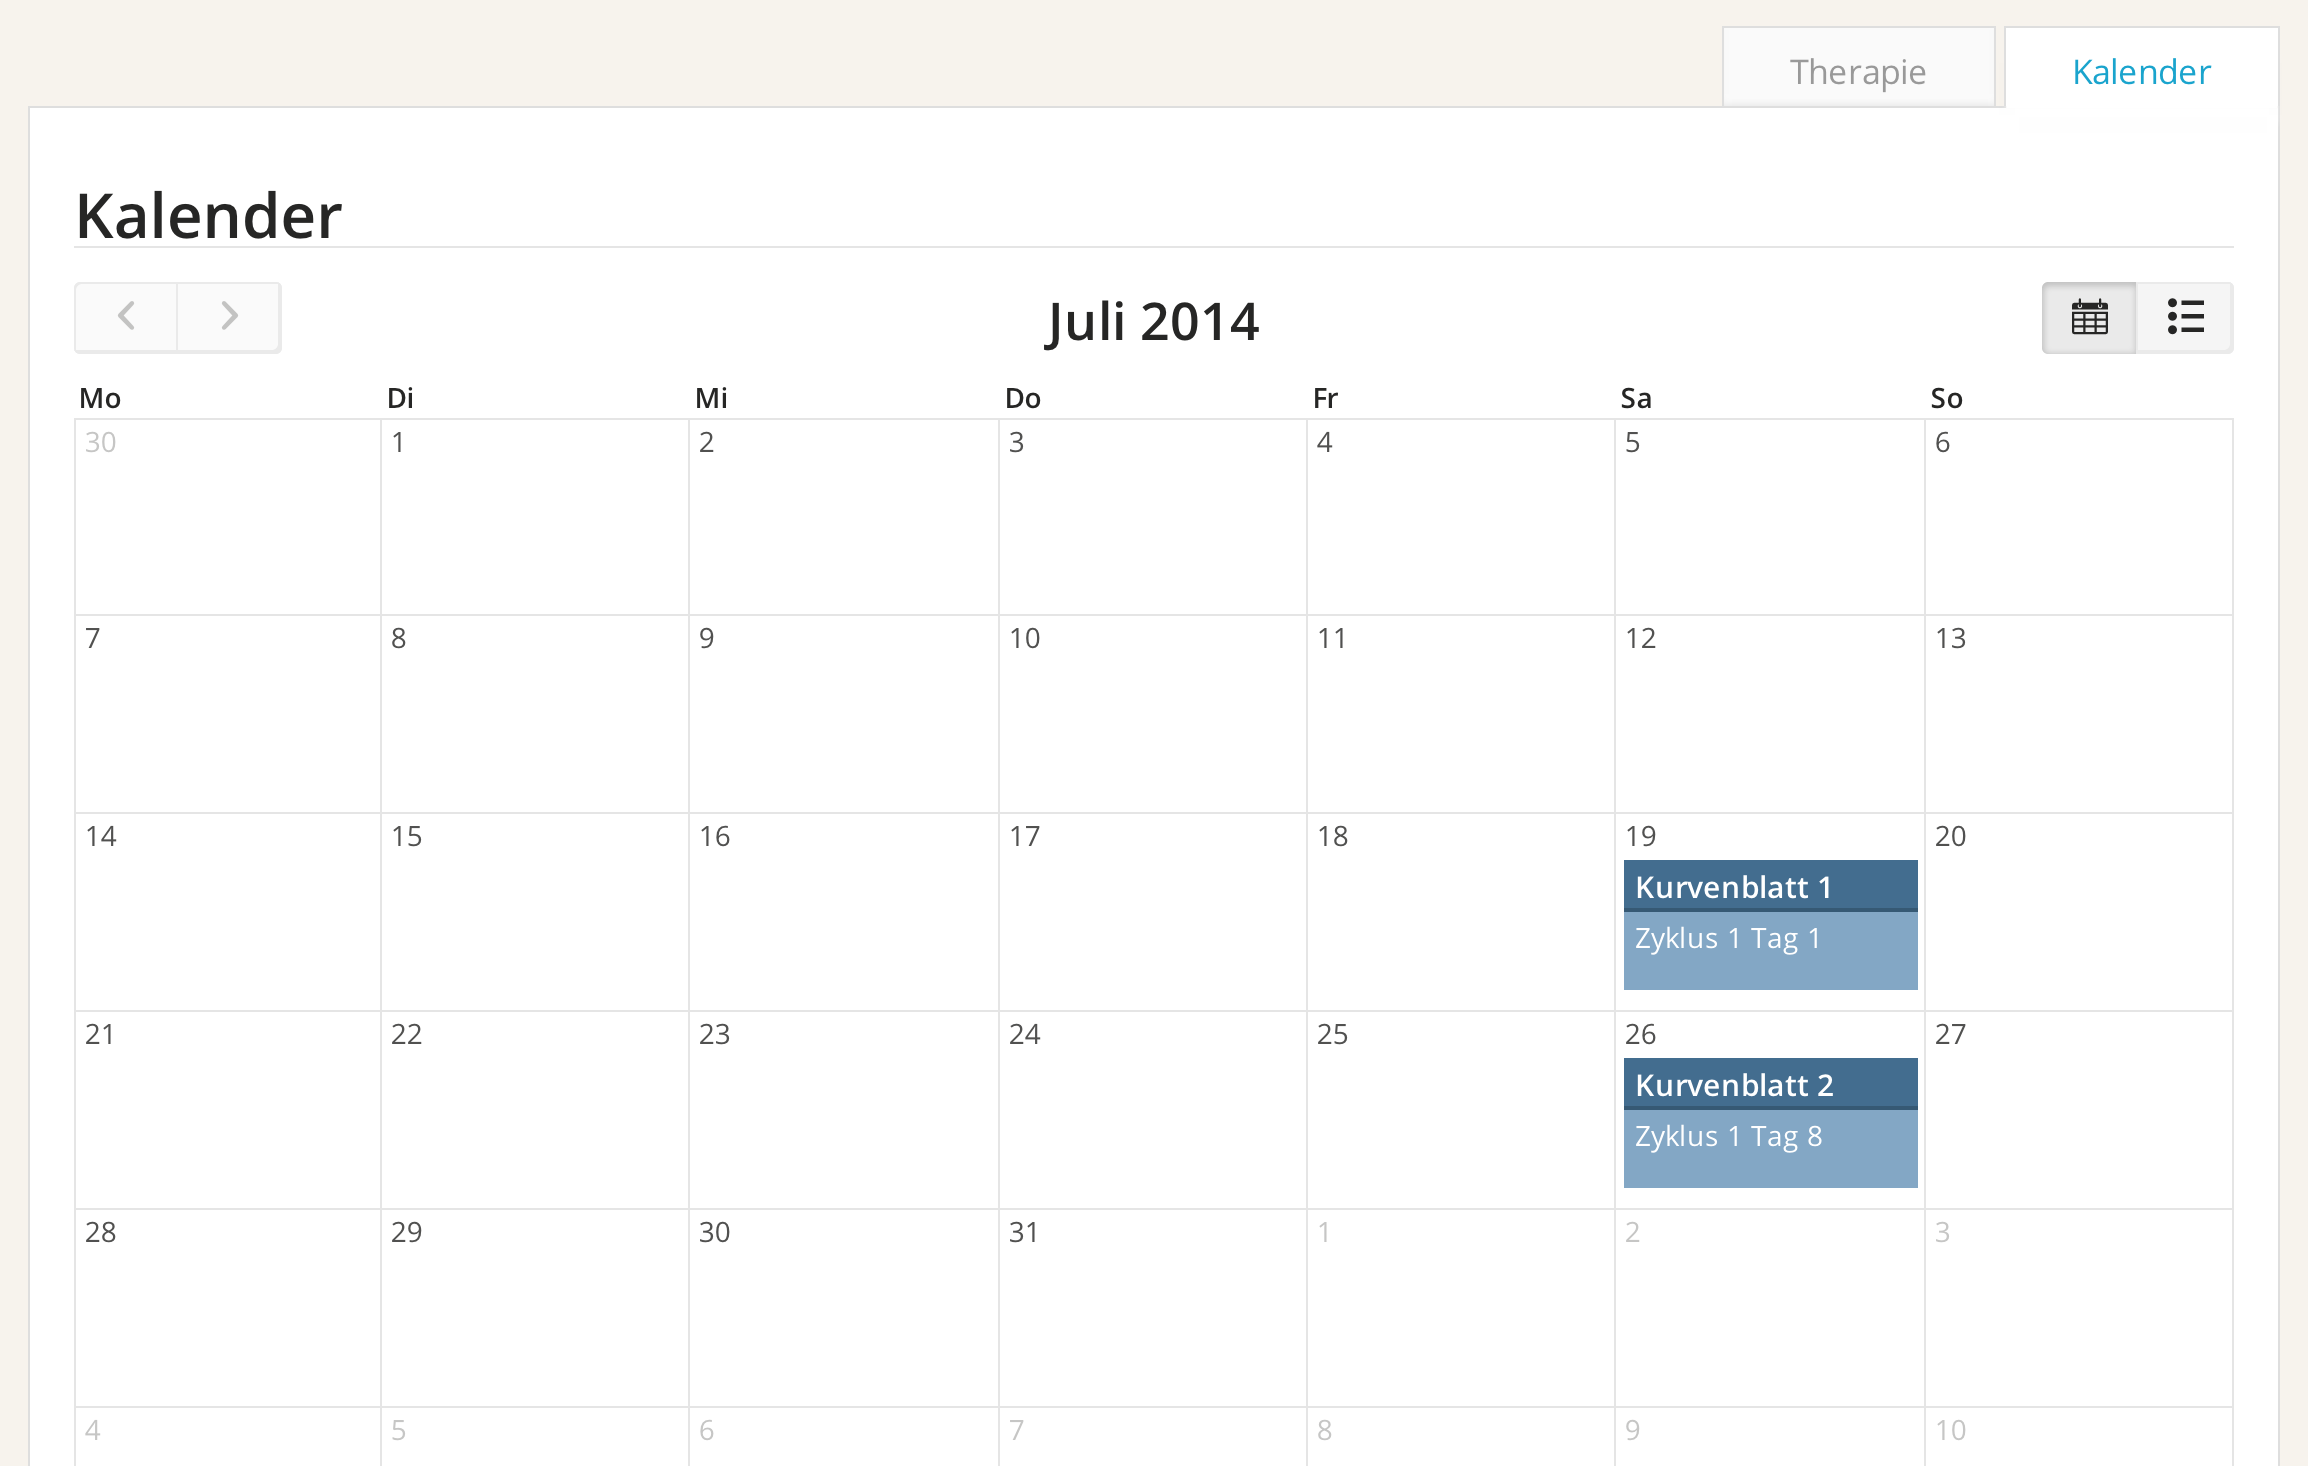 Therapie Kalender
Kalender
Juli 2014
Mo Di Mi Do Fr Sa So
30 1 2 3 4 5 6
7 8 9 10 11 12 13
14 15 16 17 18 19 20
Kurvenblatt 1
Zyklus 1 Tag 1
21 22 23 24 25 26 27
Kurvenblatt 2
Zyklus 1 Tag 8
28 29 30 31 1 2 3
4 5 6 7 8 9 10